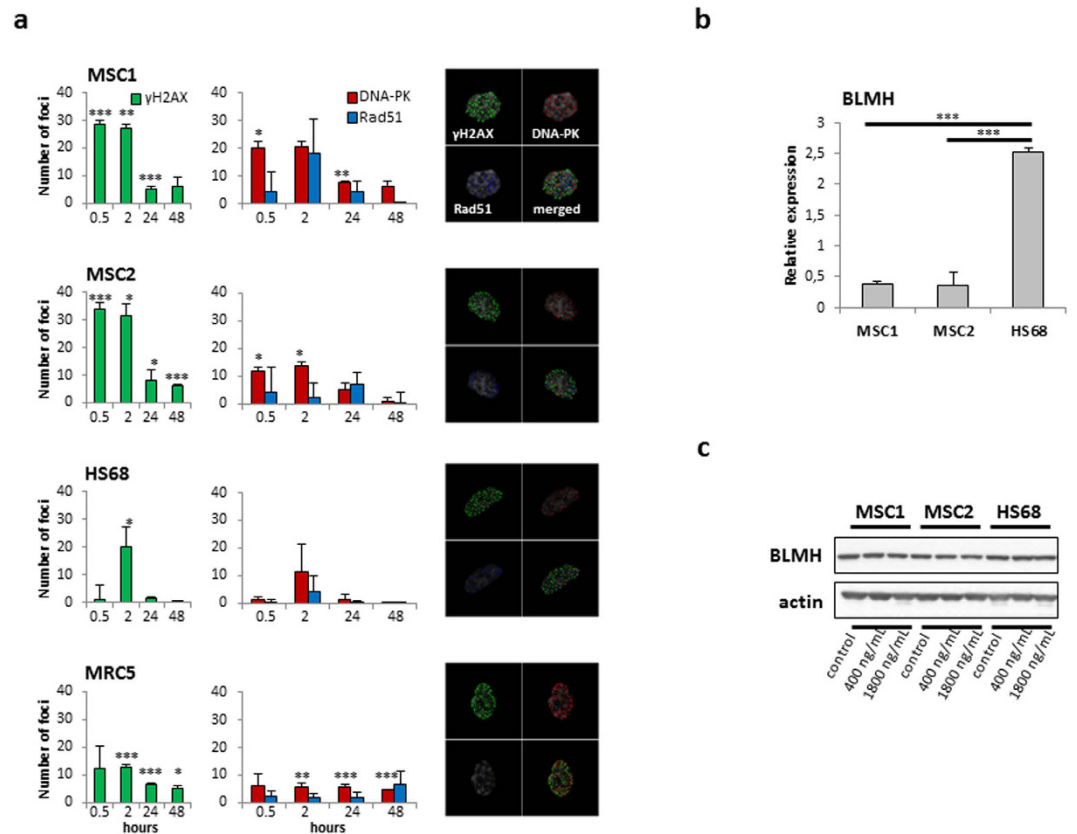 a
MSC1
γH2AX
DNA-PK
Rad51
Number of foci
40
30
20
10
0
*** ** ***
0.5 2 24 48
40
30
20
10
0
* **
0.5 2 24 48
γH2AX DNA-PK
Rad51 merged
MSC2
Number of foci
40
30
20
10
0
*** * * ***
0.5 2 24 48
40
30
20
10
0
* *
0.5 2 24 48
HS68
Number of foci
40
30
20
10
0
*
0.5 2 24 48
40
30
20
10
0
0.5 2 24 48
MRC5
Number of foci
40
30
20
10
0
*** *** *
0.5 2 24 48
hours
40
30
20
10
0
** *** ***
0.5 2 24 48
hours
b
BLMH
Relative expression
3
2,5
2
1,5
1
0,5
0
***
***
MSC1 MSC2 HS68
c
MSC1 MSC2 HS68
BLMH
actin
control
400 ng/mL
1800 ng/mL
control
400 ng/mL
1800 ng/mL
control
400 ng/mL
1800 ng/mL